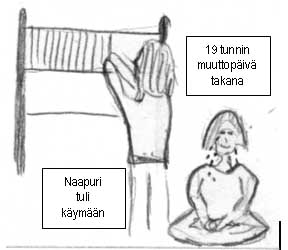 19 tunnin
muuttopäivä
takana
Naapuri
tuli
käymään